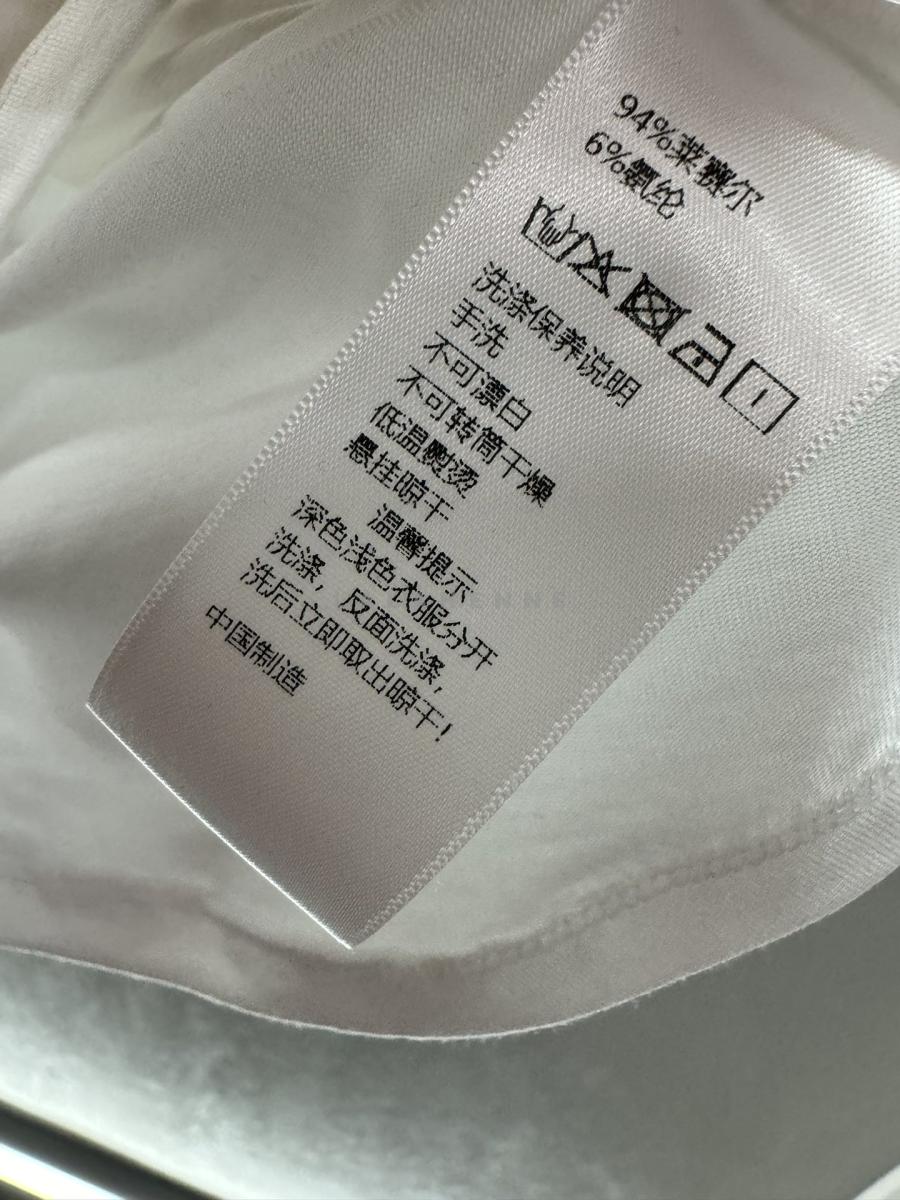 94%莱赛尔
6%氨纶
洗涤保养说明
手洗
不可漂白
不可转筒干燥
低温熨烫
悬挂晾干
温馨提示
深色浅色衣服分开
洗涤，反面洗涤，
洗后立即取出晾干!
中国制造